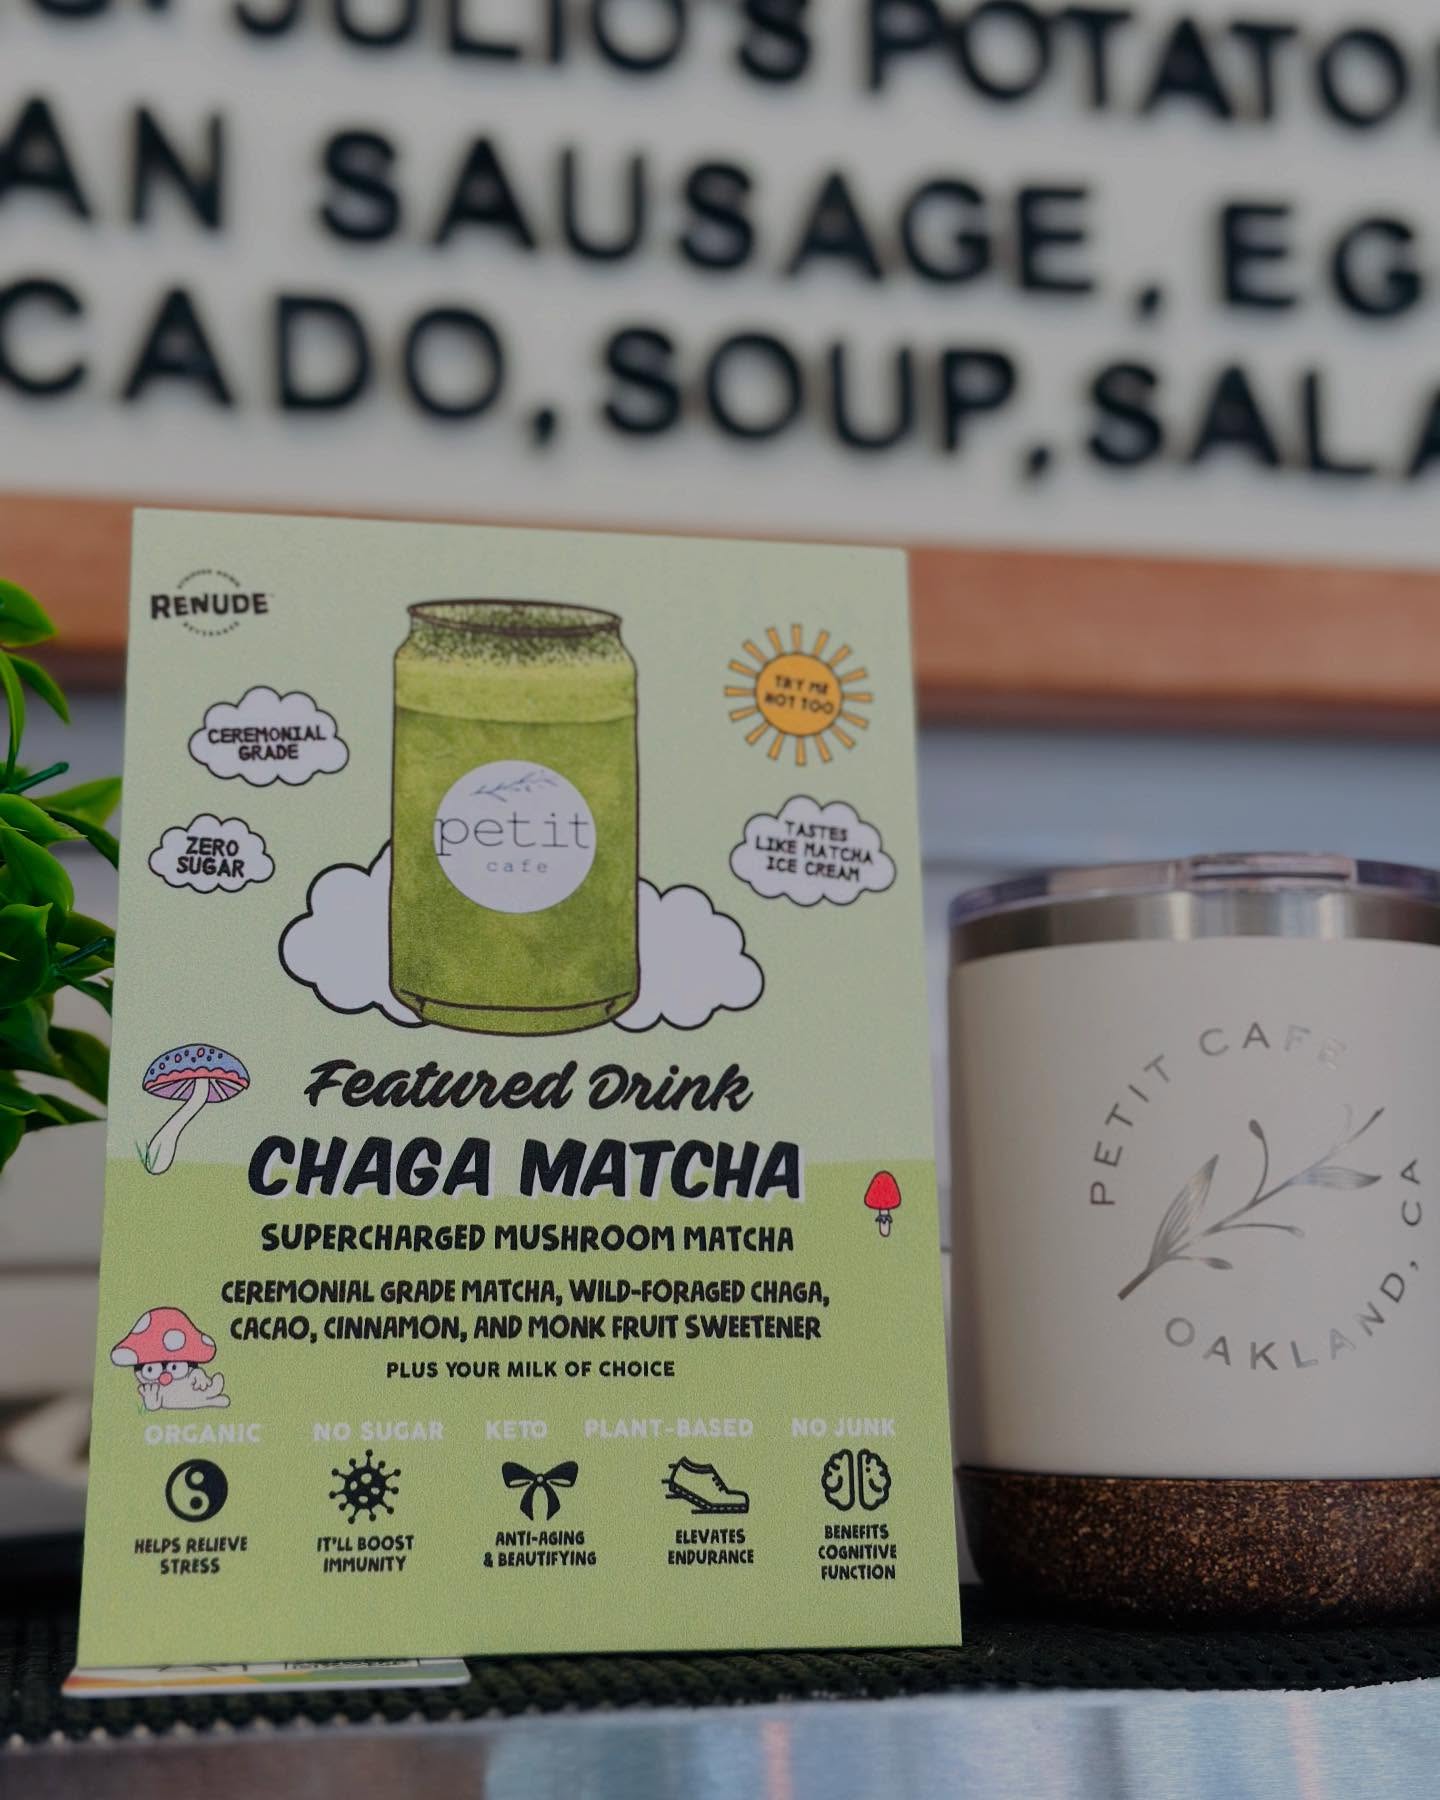 JULIO'S POTATO
AN SAUSAGE, EG
CADO, SOUP, SALA
RENUDE
BEVERAGES
CEREMONIAL
GRADE
TRY ME
HOT TOO
ZERO
SUGAR
TASTES
LIKE MATCHA
ICE CREAM
petit
cafe
Featured Drink
CHAGA MATCHA
SUPERCHARGED MUSHROOM MATCHA
CEREMONIAL GRADE MATCHA, WILD-FORAGED CHAGA,
CACAO, CINNAMON, AND MONK FRUIT SWEETENER
PLUS YOUR MILK OF CHOICE
ORGANIC NO SUGAR KETO PLANT-BASED NO JUNK
HELPS RELIEVE
STRESS
IT'LL BOOST
IMMUNITY
ANTI-AGING
& BEAUTIFYING
ELEVATES
ENDURANCE
BENEFITS
COGNITIVE
FUNCTION
PETIT CAFE
OAKLAND, CA